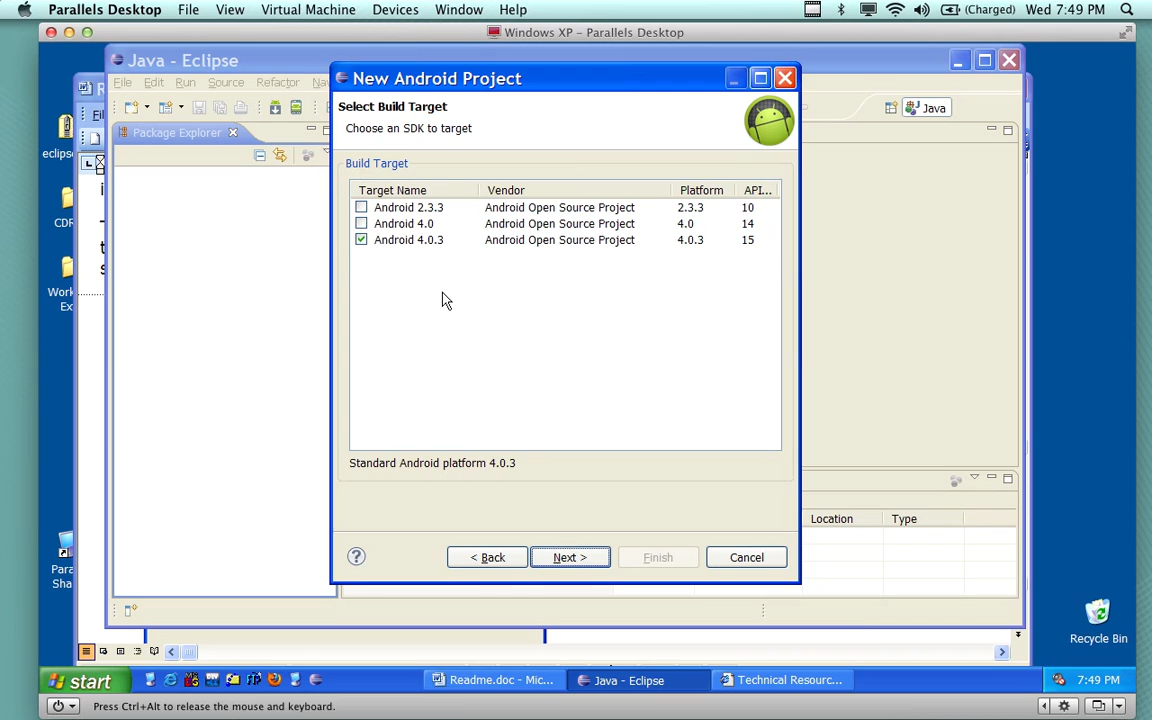 Parallels Desktop File View Virtual Machine Devices Window Help (Charged) Wed 7:49 PM
Windows XP – Parallels Desktop
Java - Eclipse
File Edit Run Source Refactor
New Android Project
Select Build Target
Choose an SDK to target
Java
Package Explorer
eclips
Build Target
Target Name Vendor Platform API...
Android 2.3.3 Android Open Source Project 2.3.3 10
Android 4.0 Android Open Source Project 4.0 14
Android 4.0.3 Android Open Source Project 4.0.3 15
CDR
Work
Ex
Standard Android platform 4.0.3
Location Type
< Back Next > Finish Cancel
Para
Sha
Recycle Bin
start Readme.doc - Mic... Java - Eclipse Technical Resourc... 7:49 PM
Press Ctrl+Alt to release the mouse and keyboard.